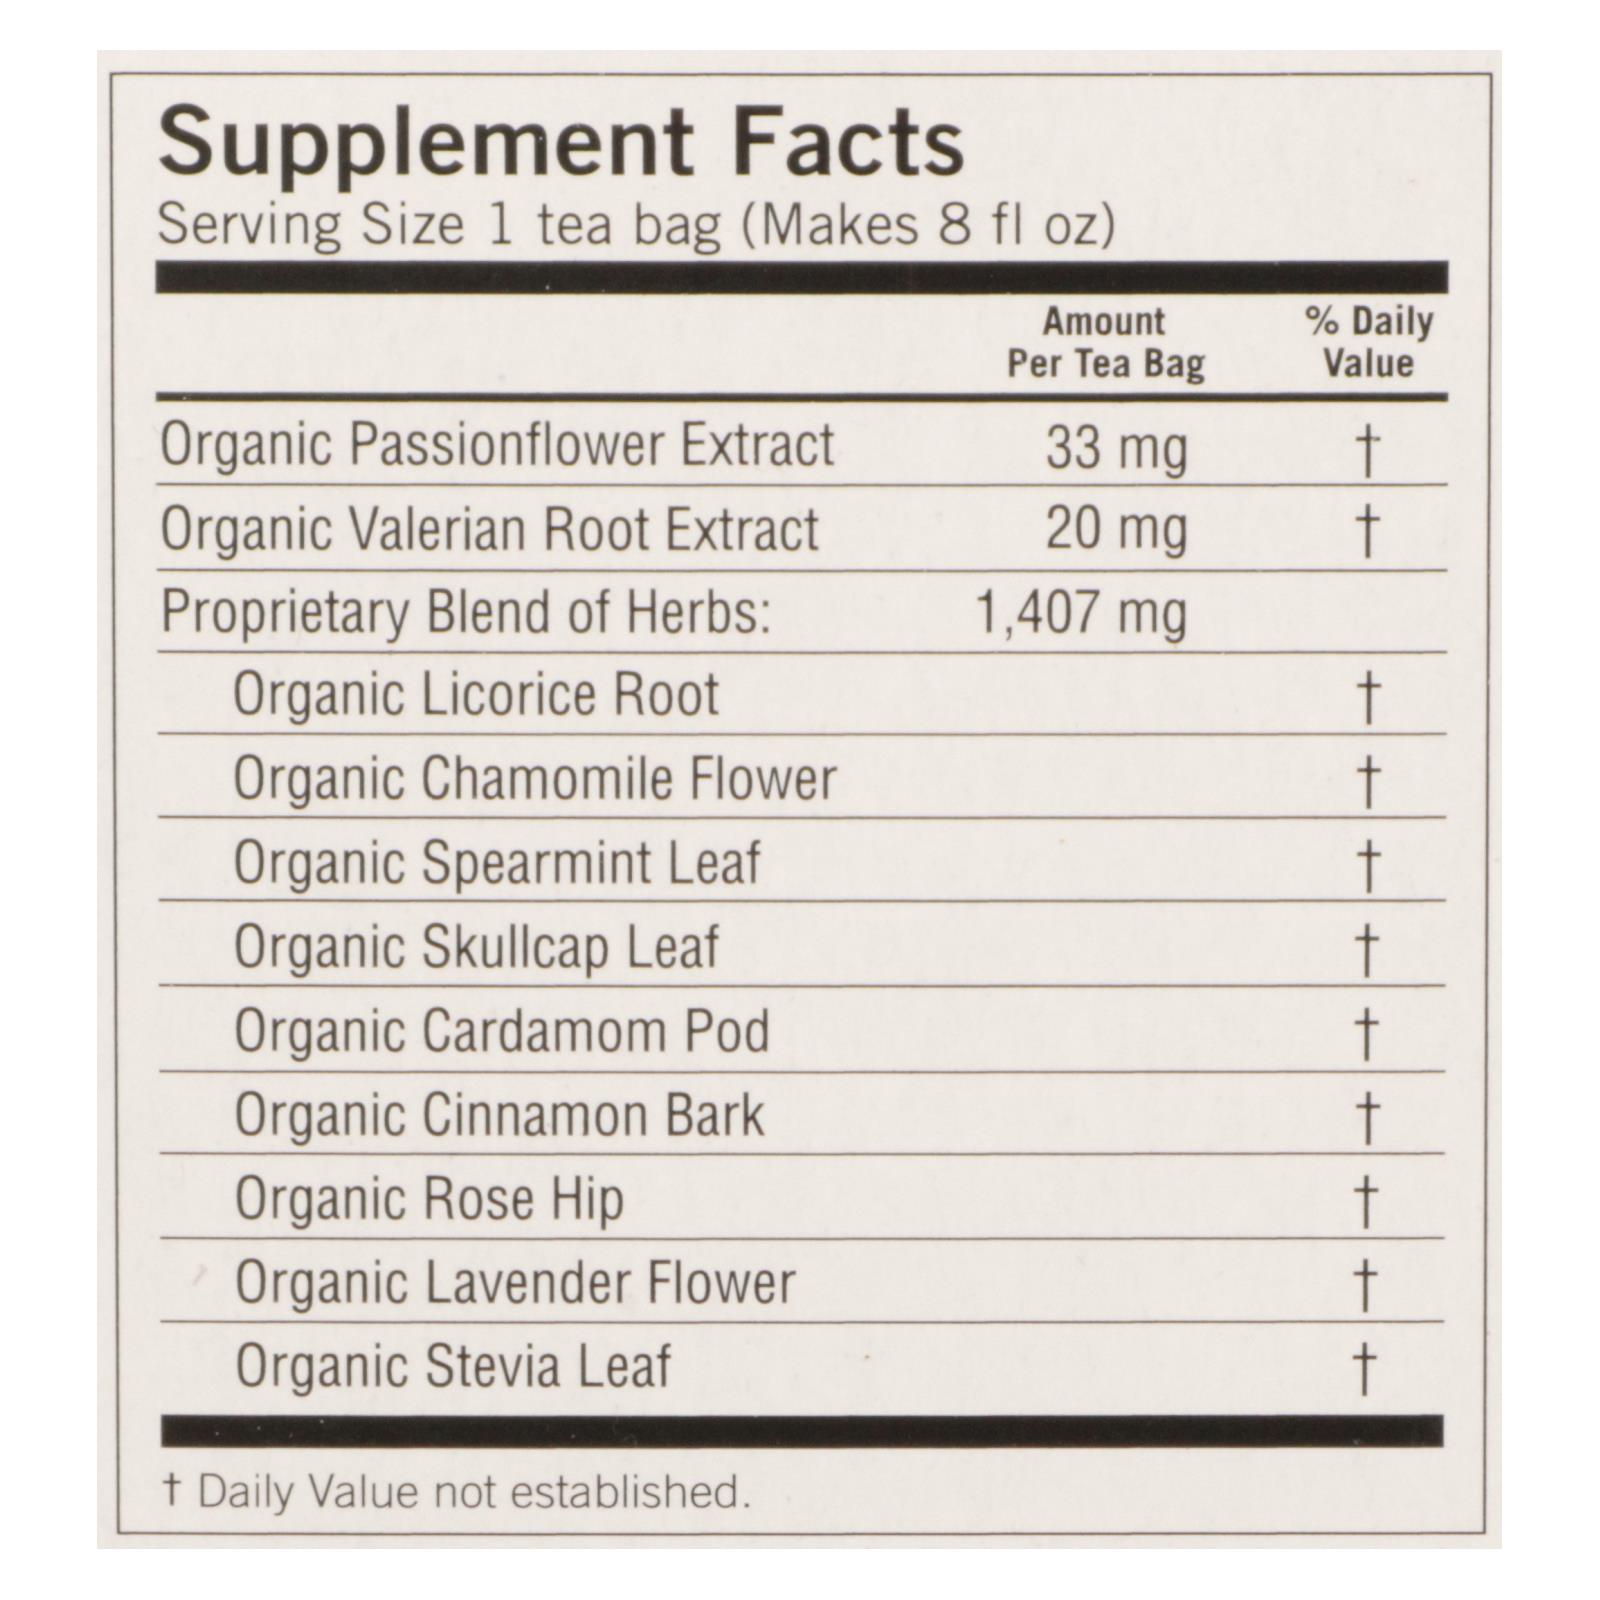 Supplement Facts
Serving Size 1 tea bag (Makes 8 fl oz)
Amount Per Tea Bag % Daily Value
Organic Passionflower Extract 33 mg †
Organic Valerian Root Extract 20 mg †
Proprietary Blend of Herbs: 1,407 mg
Organic Licorice Root †
Organic Chamomile Flower †
Organic Spearmint Leaf †
Organic Skullcap Leaf †
Organic Cardamom Pod †
Organic Cinnamon Bark †
Organic Rose Hip †
Organic Lavender Flower †
Organic Stevia Leaf †
† Daily Value not established.